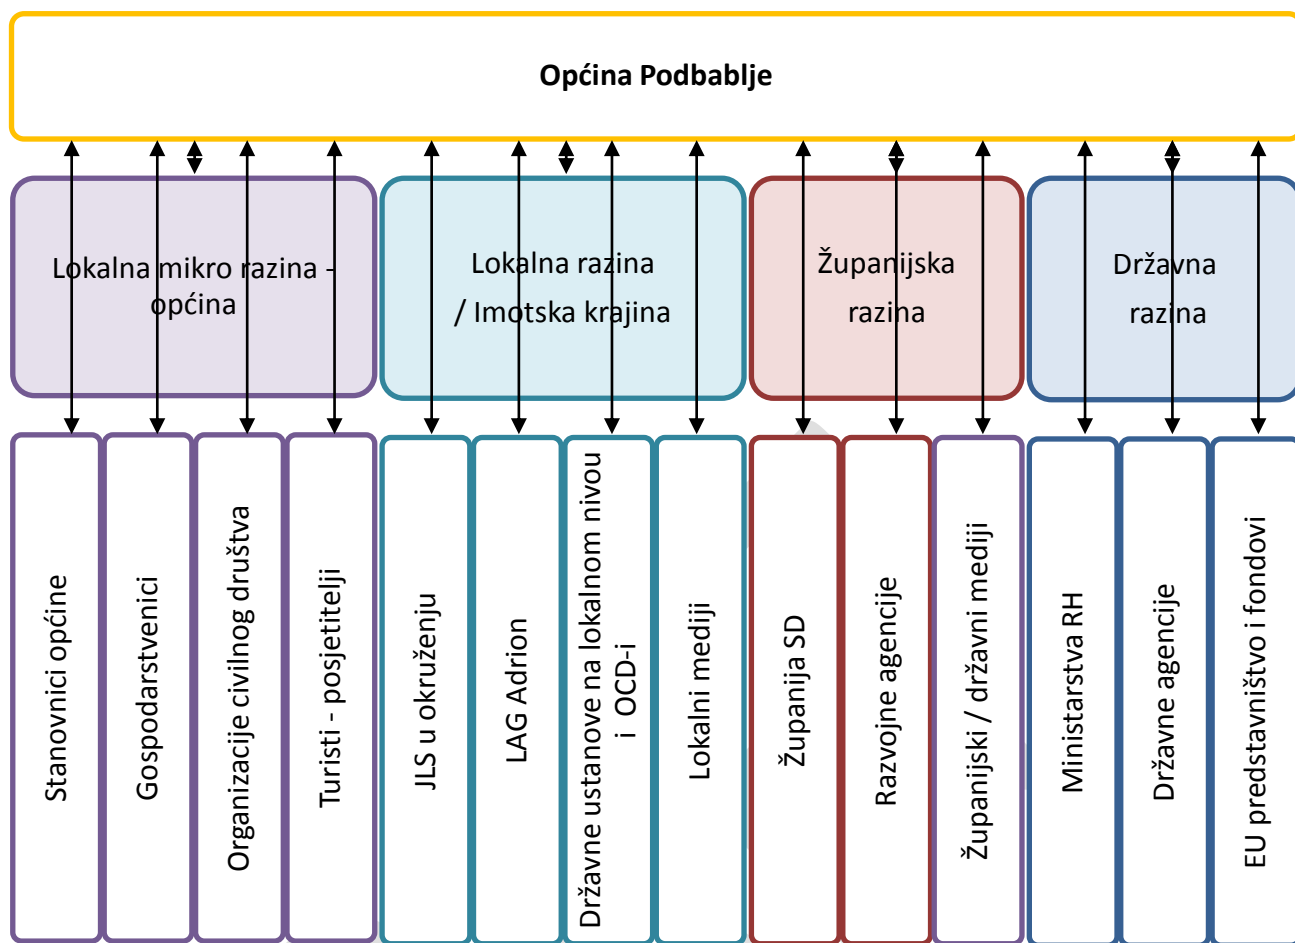 Općina Podbablje
Lokalna mikro razina -
općina
Lokalna razina
/ Imotska krajina
Županijska
razina
Državna
razina
Stanovnici općine
Gospodarstvenici
Organizacije civilnog društva
Turisti - posjetitelji
JLS u okruženju
LAG Adrion
Državne ustanove na lokalnom nivou
i OCD-i
Lokalni mediji
Županija SD
Razvojne agencije
Županijski / državni mediji
Ministarstva RH
Državne agencije
EU predstavništvo i fondovi